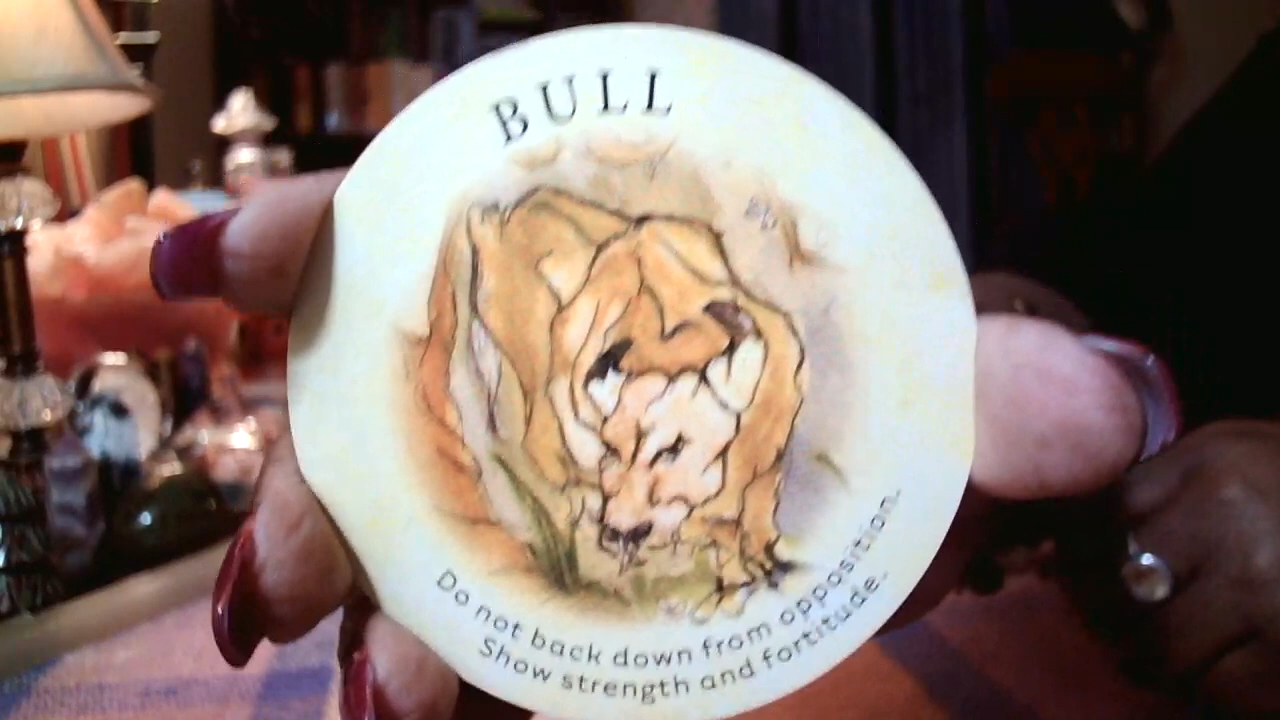 BULL
Do not back down from opposition.
Show strength and fortitude.